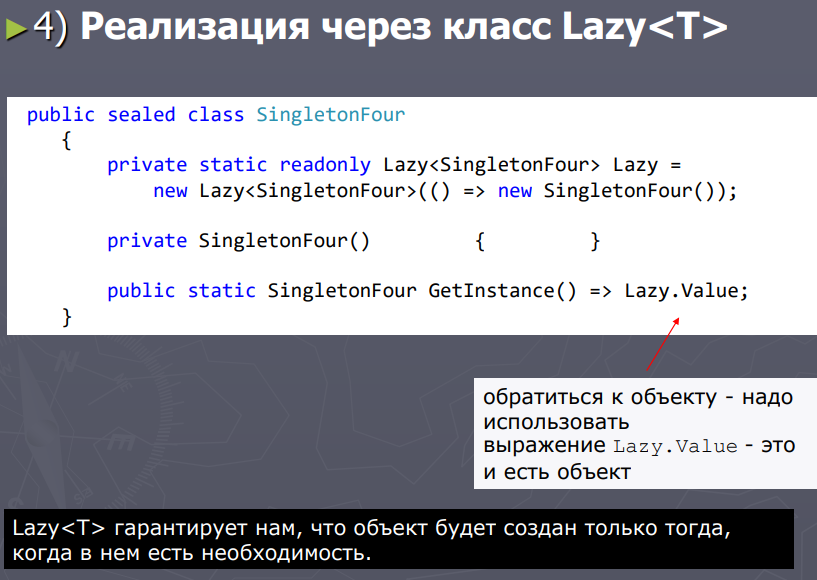 ►4) Реализация через класс Lazy<T>
public sealed class SingletonFour
{
private static readonly Lazy<SingletonFour> Lazy =
new Lazy<SingletonFour>(() => new SingletonFour());
private SingletonFour() { }
public static SingletonFour GetInstance() => Lazy.Value;
}
обратиться к объекту - надо
использовать
выражение Lazy.Value - это
и есть объект
Lazy<T> гарантирует нам, что объект будет создан только тогда,
когда в нем есть необходимость.